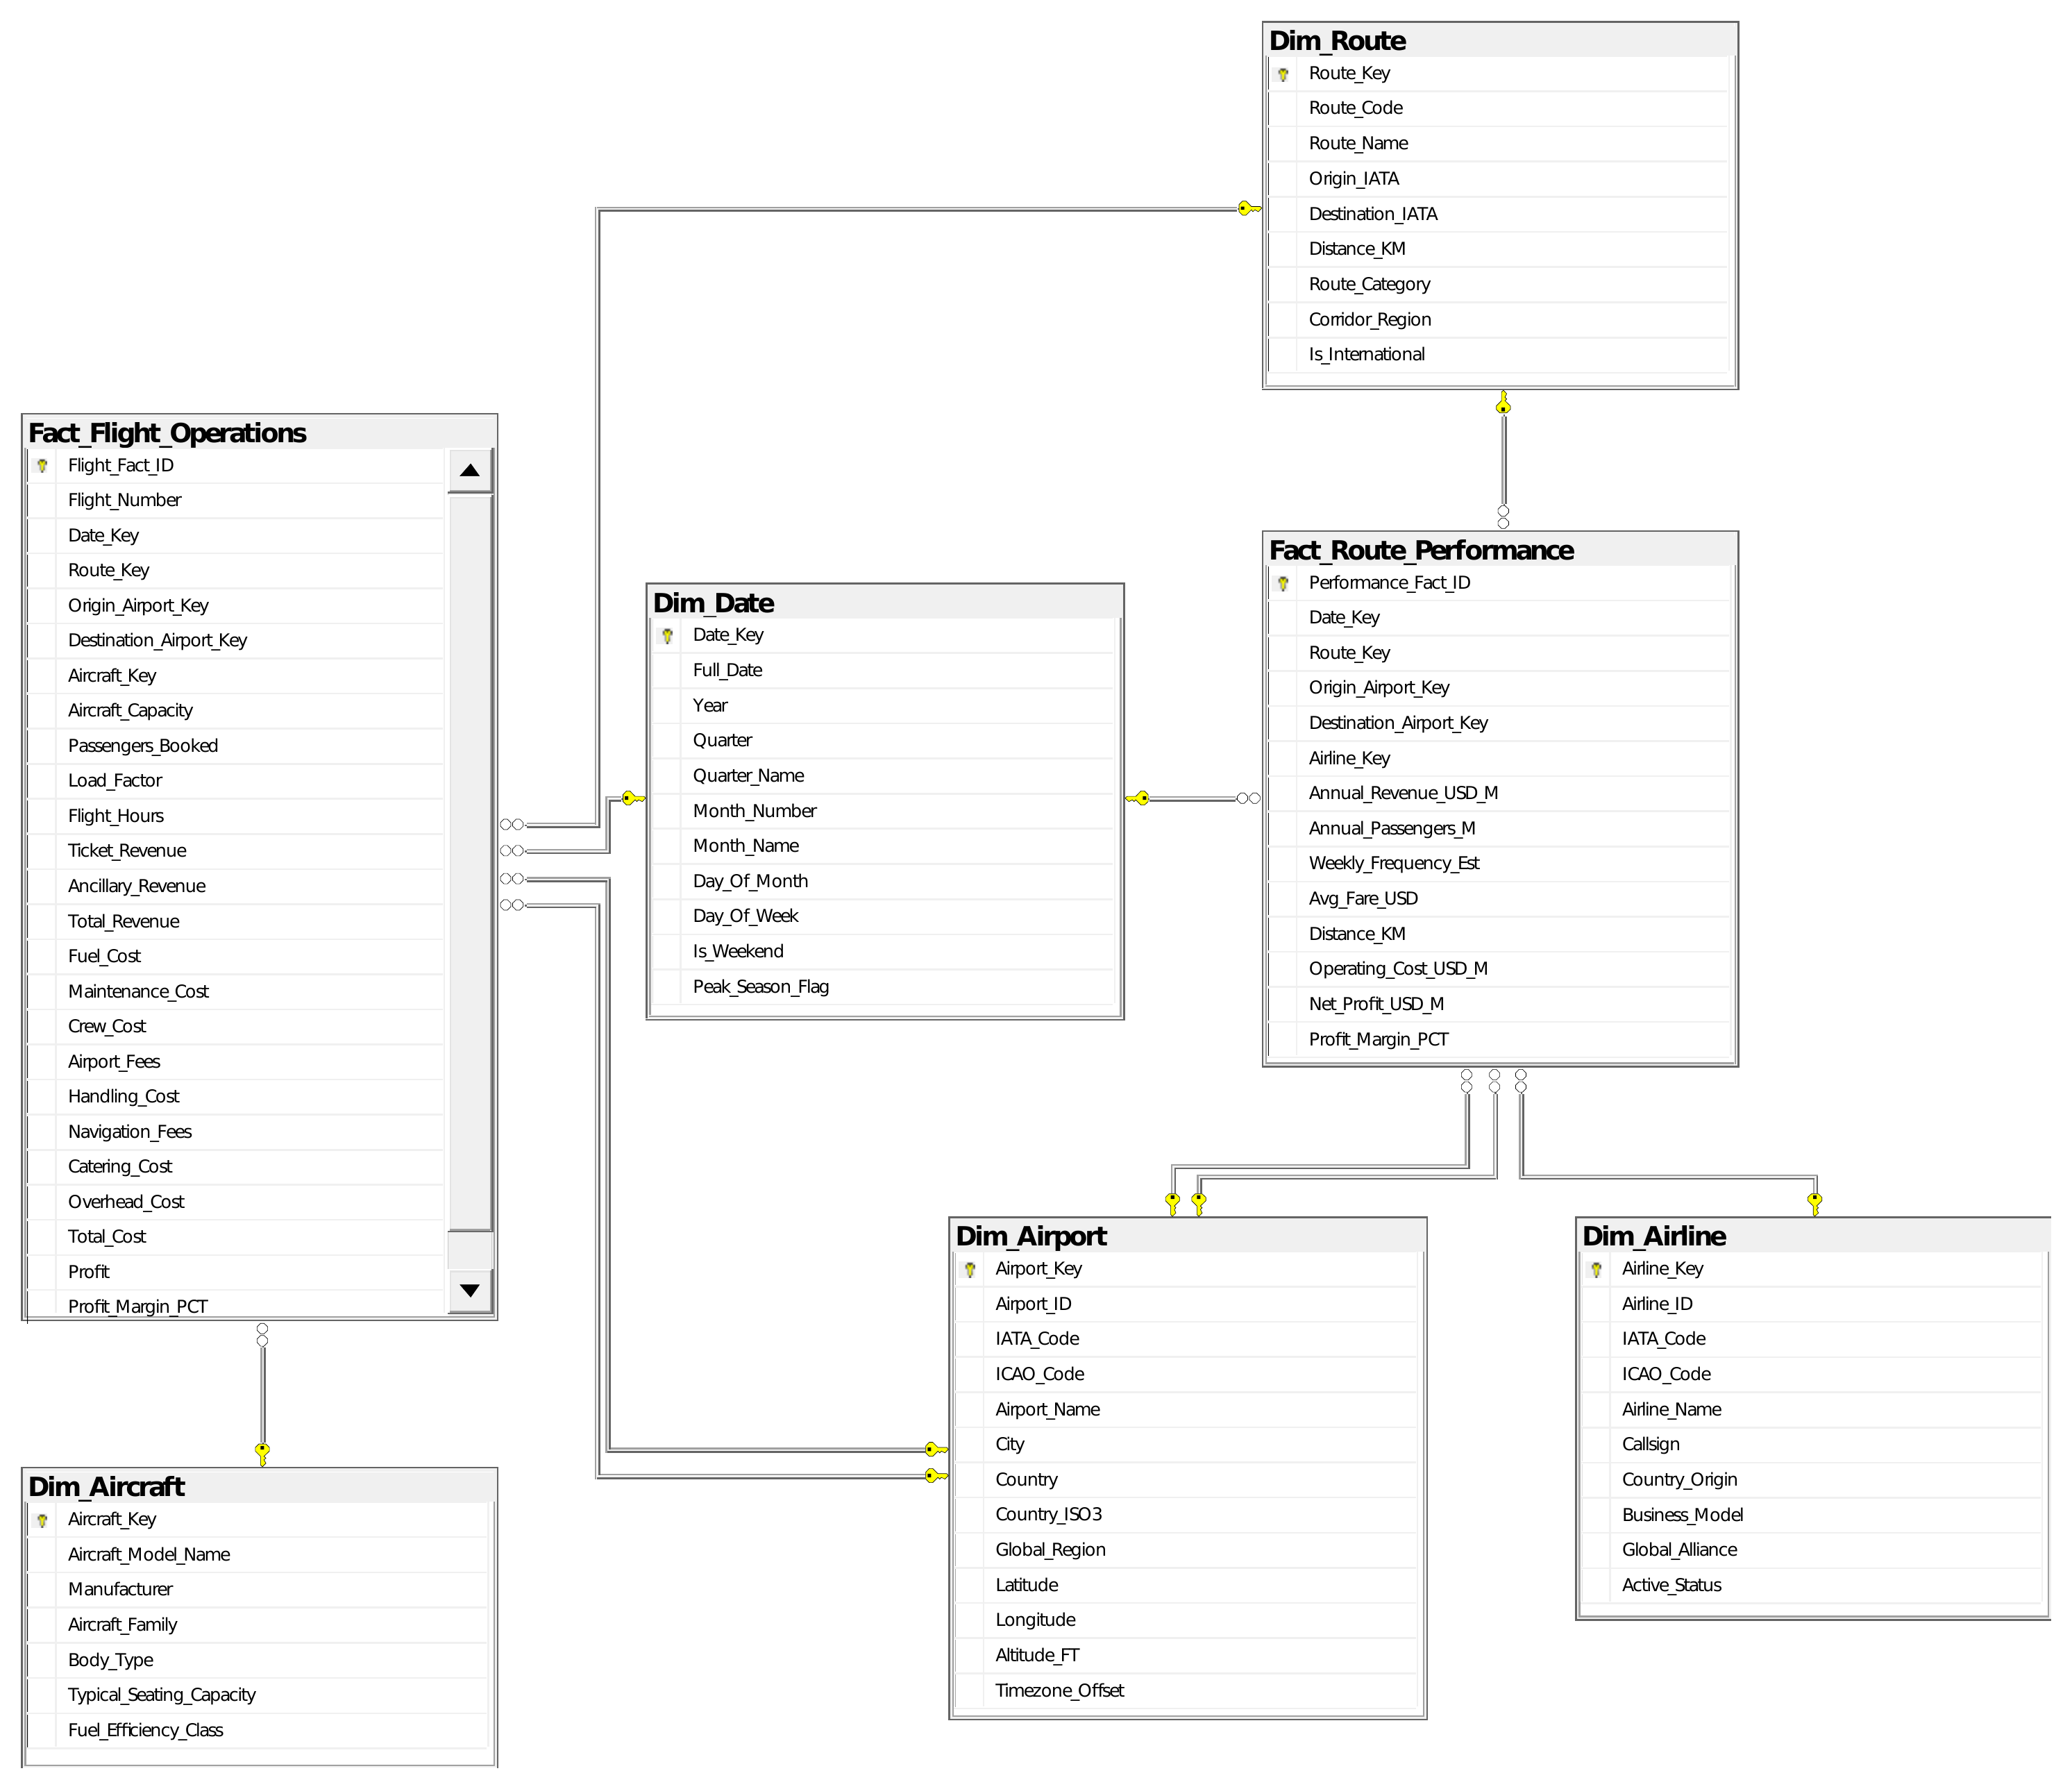 Dim_Route
Route_Key
Route_Code
Route_Name
Origin_IATA
Destination_IATA
Distance_KM
Route_Category
Corridor_Region
Is_International
Fact_Flight_Operations
Flight_Fact_ID
Flight_Number
Date_Key
Route_Key
Origin_Airport_Key
Destination_Airport_Key
Aircraft_Key
Aircraft_Capacity
Passengers_Booked
Load_Factor
Flight_Hours
Ticket_Revenue
Ancillary_Revenue
Total_Revenue
Fuel_Cost
Maintenance_Cost
Crew_Cost
Airport_Fees
Handling_Cost
Navigation_Fees
Catering_Cost
Overhead_Cost
Total_Cost
Profit
Profit_Margin_PCT
Dim_Date
Date_Key
Full_Date
Year
Quarter
Quarter_Name
Month_Number
Month_Name
Day_Of_Month
Day_Of_Week
Is_Weekend
Peak_Season_Flag
Fact_Route_Performance
Performance_Fact_ID
Date_Key
Route_Key
Origin_Airport_Key
Destination_Airport_Key
Airline_Key
Annual_Revenue_USD_M
Annual_Passengers_M
Weekly_Frequency_Est
Avg_Fare_USD
Distance_KM
Operating_Cost_USD_M
Net_Profit_USD_M
Profit_Margin_PCT
Dim_Airport
Airport_Key
Airport_ID
IATA_Code
ICAO_Code
Airport_Name
City
Country
Country_ISO3
Global_Region
Latitude
Longitude
Altitude_FT
Timezone_Offset
Dim_Airline
Airline_Key
Airline_ID
IATA_Code
ICAO_Code
Airline_Name
Callsign
Country_Origin
Business_Model
Global_Alliance
Active_Status
Dim_Aircraft
Aircraft_Key
Aircraft_Model_Name
Manufacturer
Aircraft_Family
Body_Type
Typical_Seating_Capacity
Fuel_Efficiency_Class